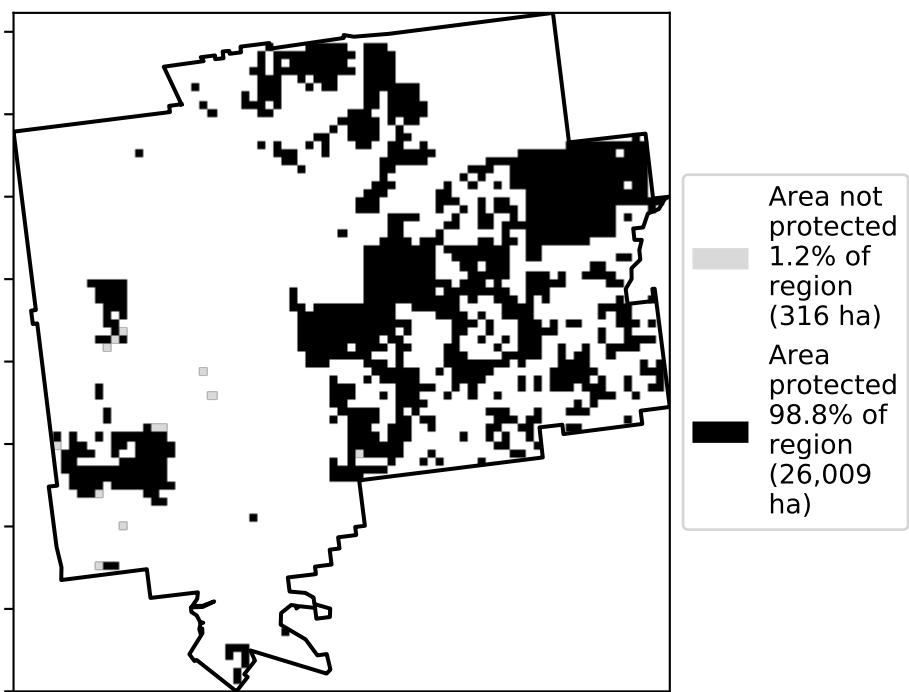 Area not
protected
1.2% of
region
(316 ha)
Area
protected
98.8% of
region
(26,009
ha)